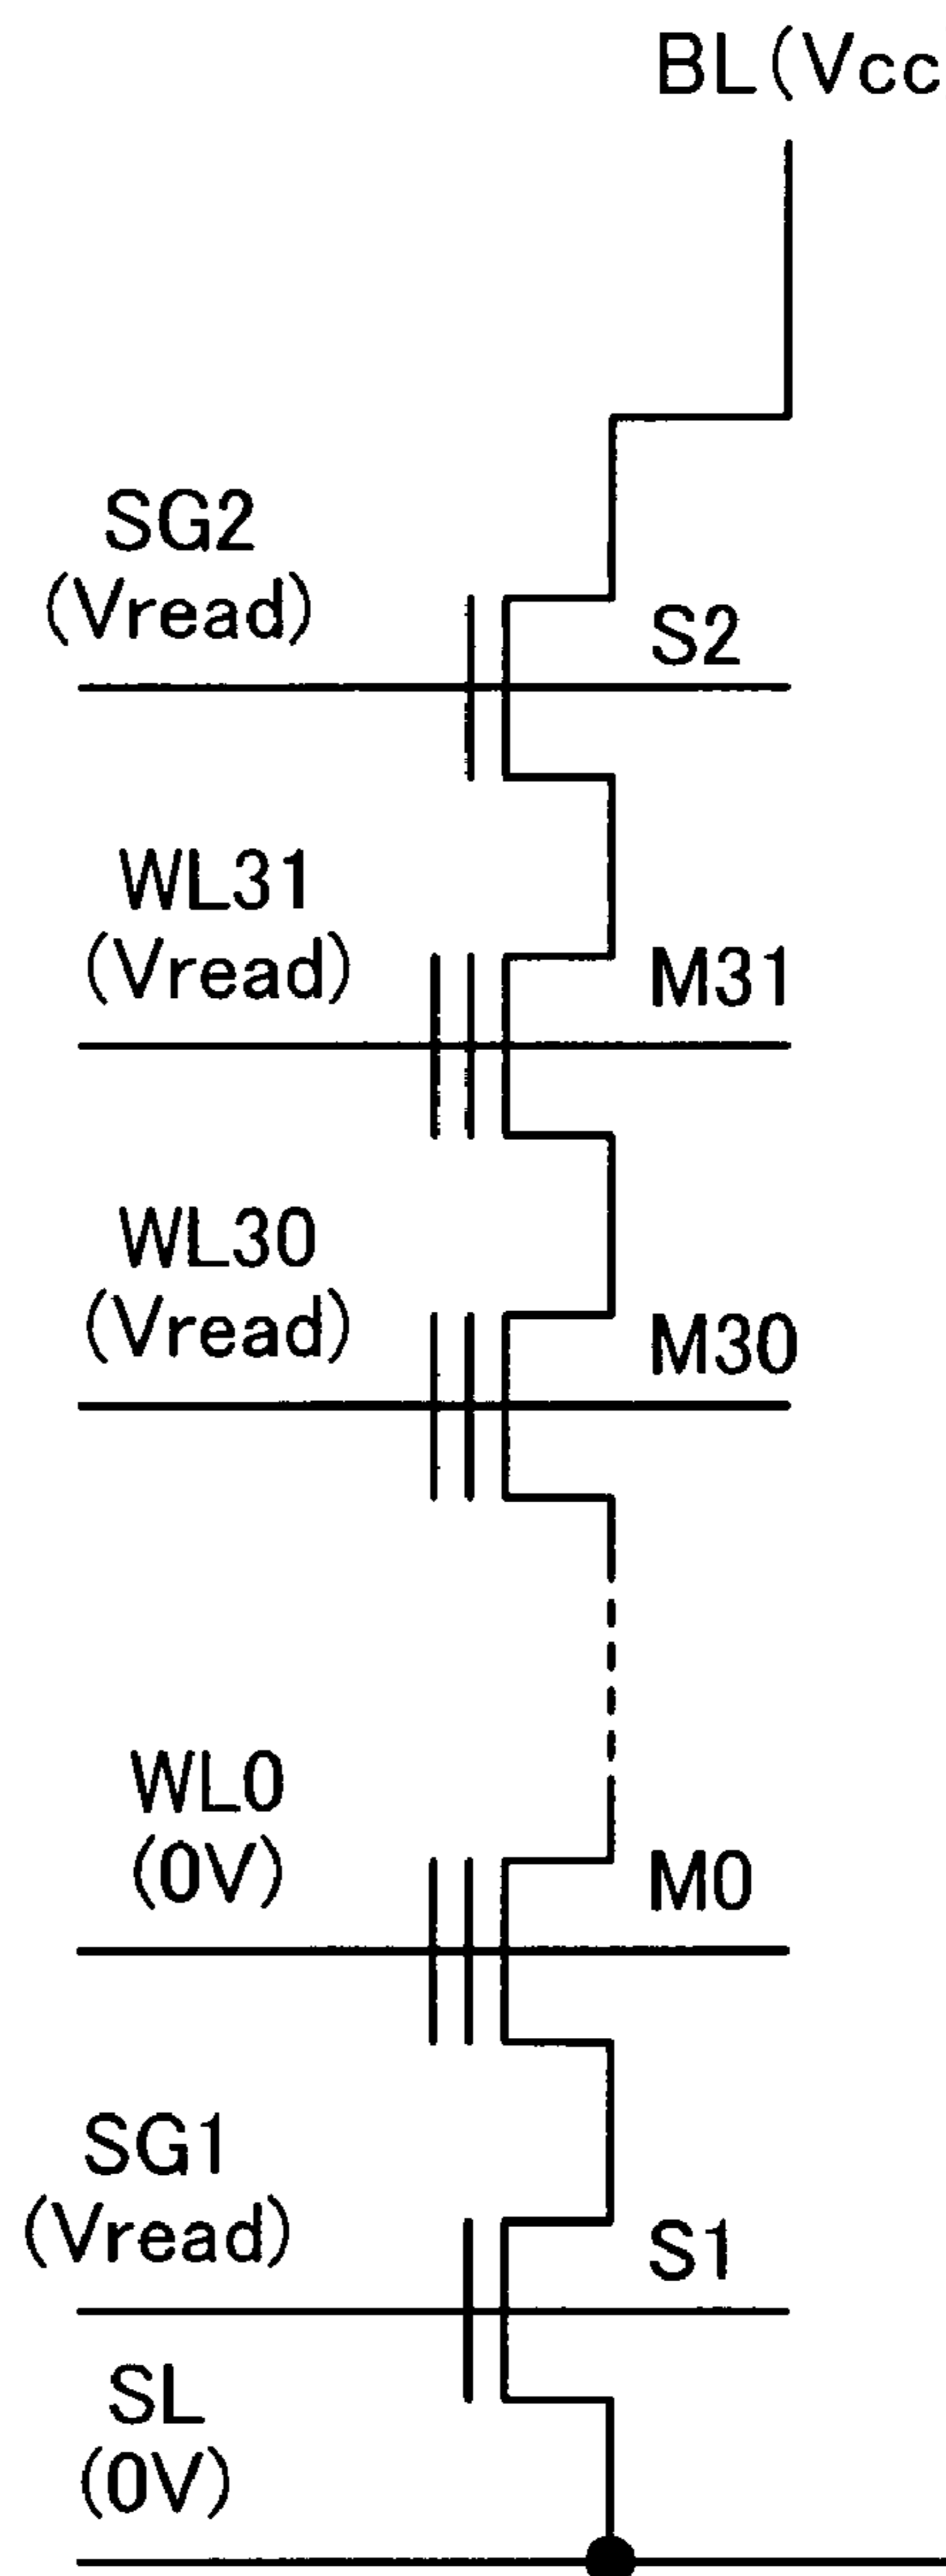 BL(Vcc
SG2
(Vread)
S2
WL31
(Vread)
M31
WL30
(Vread)
M30
WL0
(0V)
M0
SG1
(Vread)
S1
SL
(0V)